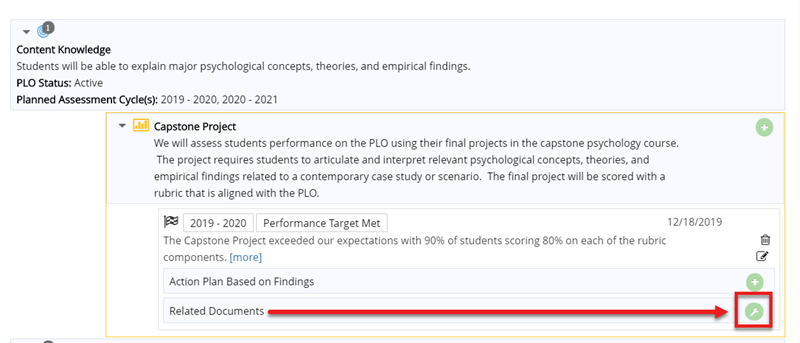 1
Content Knowledge
Students will be able to explain major psychological concepts, theories, and empirical findings.
PLO Status: Active
Planned Assessment Cycle(s): 2019 - 2020, 2020 - 2021
Capstone Project
We will assess students performance on the PLO using their final projects in the capstone psychology course.
The project requires students to articulate and interpret relevant psychological concepts, theories, and
empirical findings related to a contemporary case study or scenario.  The final project will be scored with a
rubric that is aligned with the PLO.
2019 - 2020 Performance Target Met 12/18/2019
The Capstone Project exceeded our expectations with 90% of students scoring 80% on each of the rubric
components. [more]
Action Plan Based on Findings
Related Documents